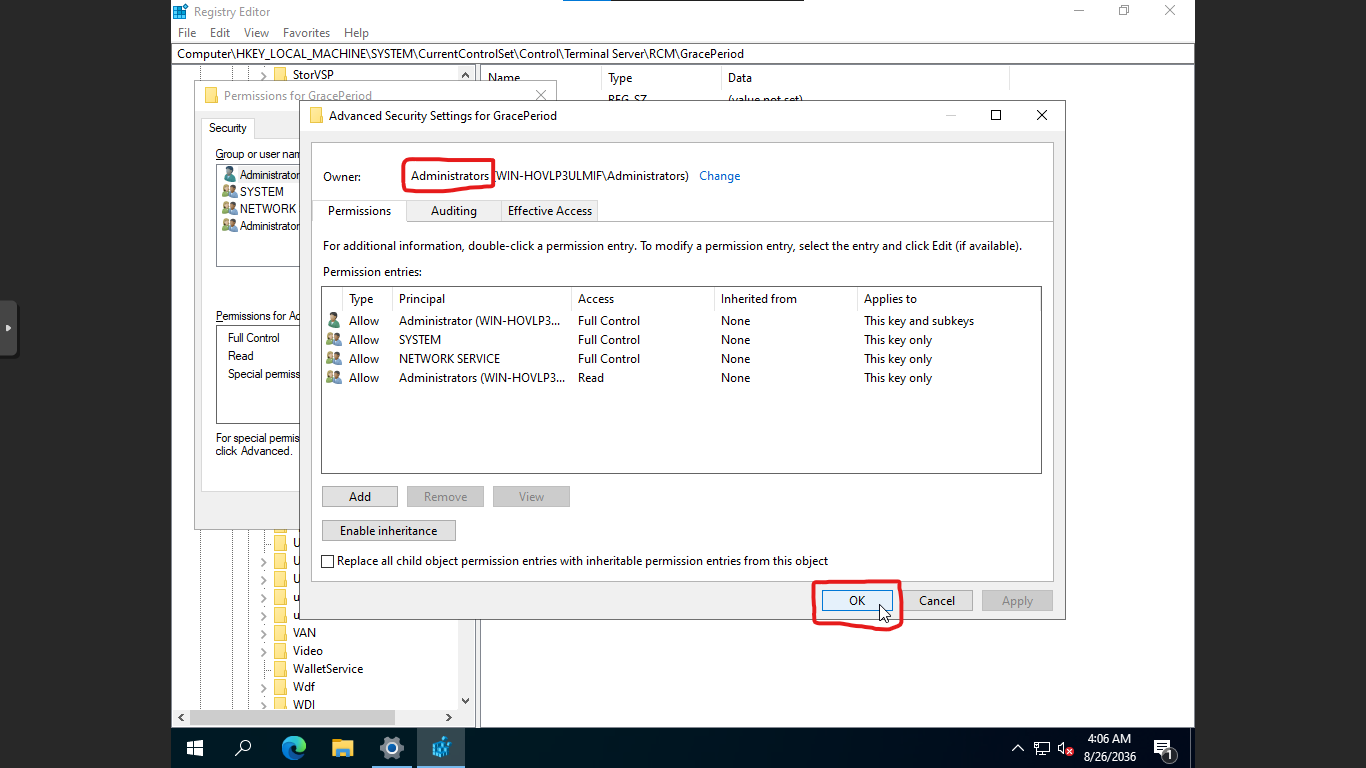 Registry Editor
File Edit View Favorites Help
Computer\HKEY_LOCAL_MACHINE\SYSTEM\CurrentControlSet\Control\Terminal Server\RCM\GracePeriod
StorVSP
Name Type Data
REG_SZ (value not set)
Permissions for GracePeriod
Security
Group or user nam
Administrator
SYSTEM
NETWORK
Administrator
Permissions for Ad
Full Control
Read
Special permiss
For special permis
click Advanced.
Advanced Security Settings for GracePeriod
Owner: Administrators (WIN-HOVLP3ULMIF\Administrators) Change
Permissions Auditing Effective Access
For additional information, double-click a permission entry. To modify a permission entry, select the entry and click Edit (if available).
Permission entries:
Type Principal Access Inherited from Applies to
Allow Administrator (WIN-HOVLP3... Full Control None This key and subkeys
Allow SYSTEM Full Control None This key only
Allow NETWORK SERVICE Full Control None This key only
Allow Administrators (WIN-HOVLP3... Read None This key only
Add Remove View
Enable inheritance
Replace all child object permission entries with inheritable permission entries from this object
OK Cancel Apply
U
U
U
u
u
VAN
Video
WalletService
Wdf
WDI
4:06 AM
8/26/2036
1